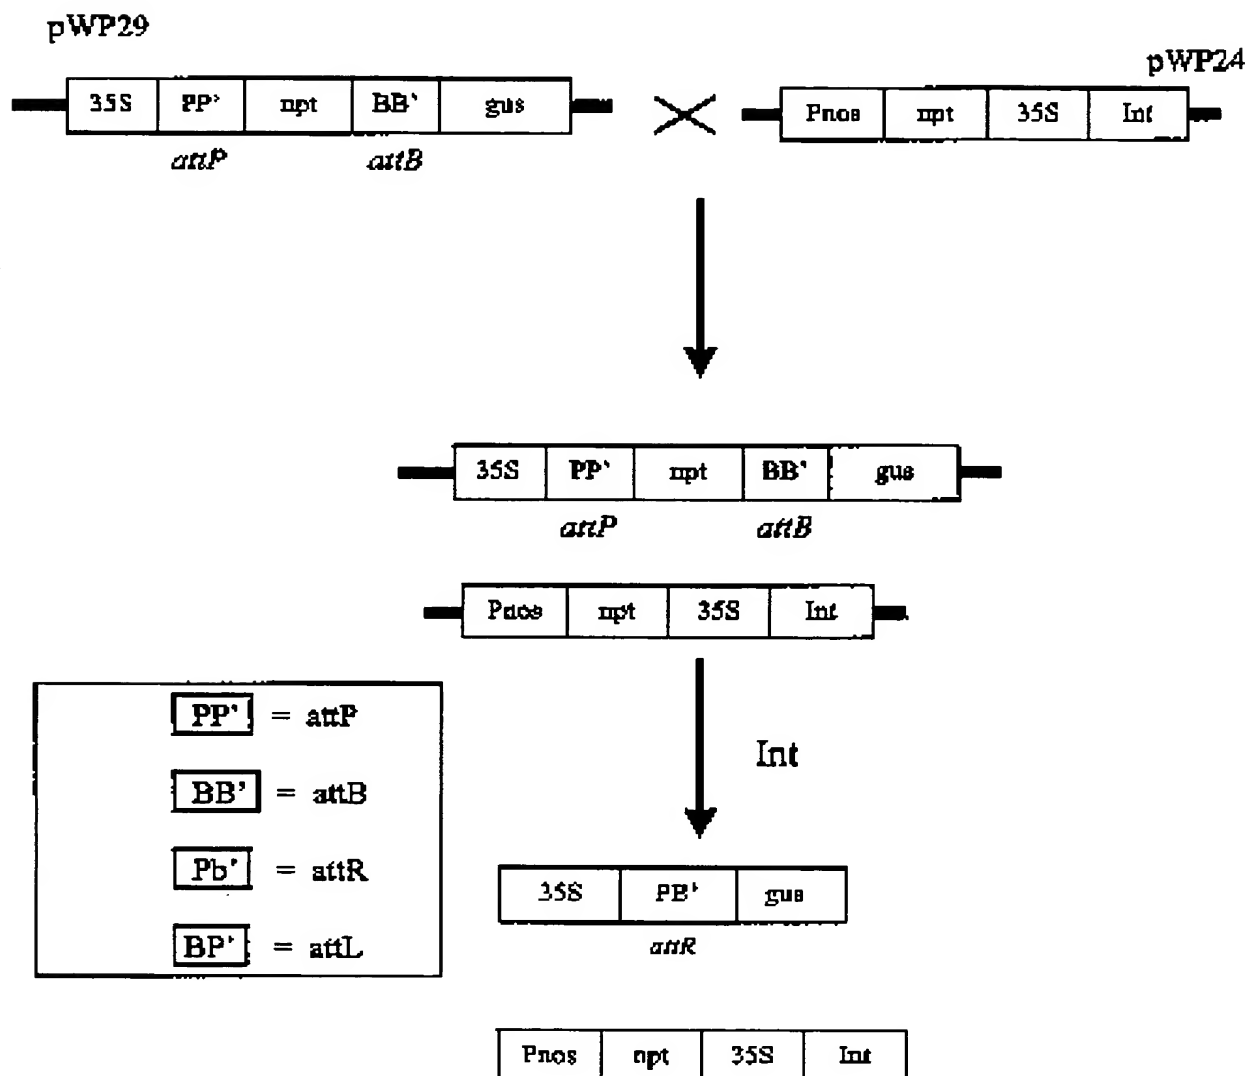 pWP29
pWP24
35S PP' npt BB' gus
Pnos npt 35S Int
attP attB
35S PP' npt BB' gus
attP attB
Pnos npt 35S Int
PP' = attP
BB' = attB
Pb' = attR
BP' = attL
Int
35S PB' gus
attR
Pnos npt 35S Int